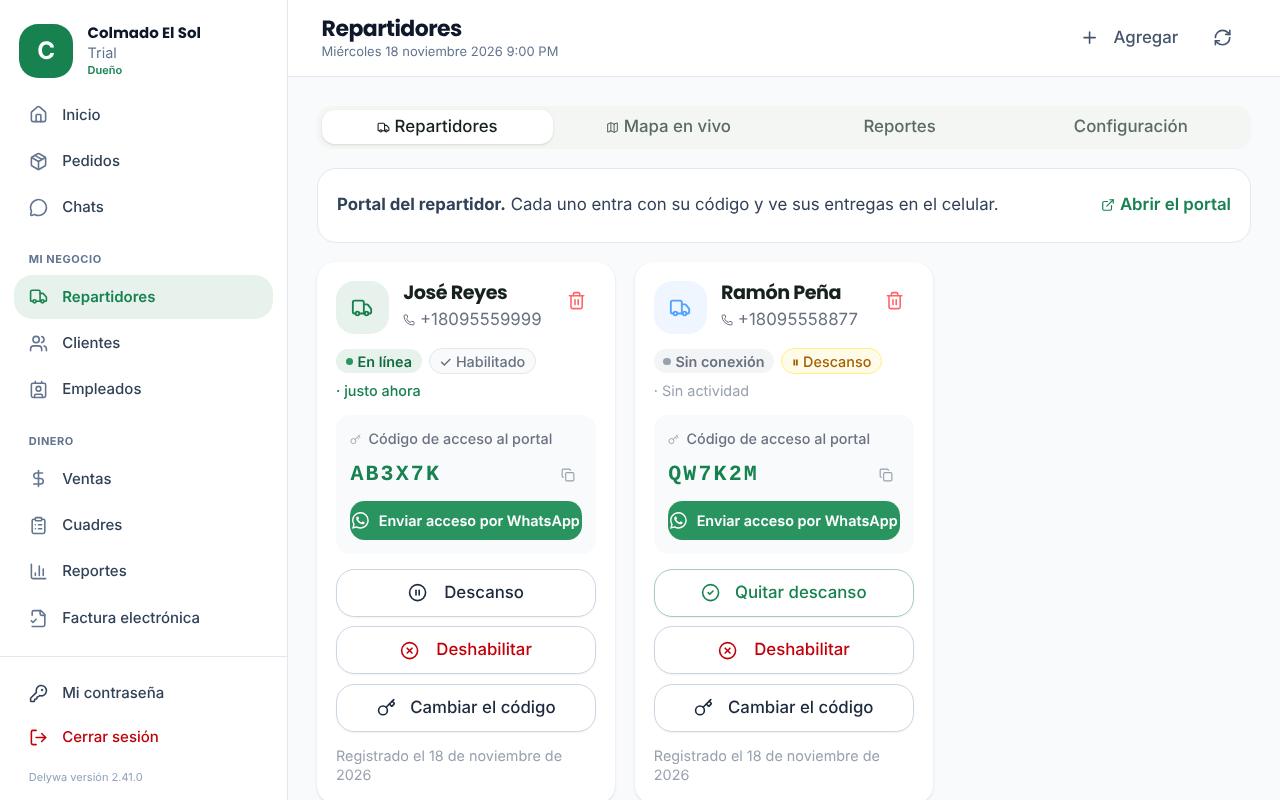 C
Colmado El Sol
Trial
Dueño
Inicio
Pedidos
Chats
MI NEGOCIO
Repartidores
Clientes
Empleados
DINERO
Ventas
Cuadres
Reportes
Factura electrónica
Mi contraseña
Cerrar sesión
Delywa versión 2.41.0
Repartidores
Miércoles 18 noviembre 2026 9:00 PM
Agregar
Repartidores
Mapa en vivo
Reportes
Configuración
Portal del repartidor. Cada uno entra con su código y ve sus entregas en el celular.
Abrir el portal
José Reyes
+18095559999
En línea
Habilitado
· justo ahora
Código de acceso al portal
AB3X7K
Enviar acceso por WhatsApp
Descanso
Deshabilitar
Cambiar el código
Registrado el 18 de noviembre de
2026
Ramón Peña
+18095558877
Sin conexión
Descanso
· Sin actividad
Código de acceso al portal
QW7K2M
Enviar acceso por WhatsApp
Quitar descanso
Deshabilitar
Cambiar el código
Registrado el 18 de noviembre de
2026